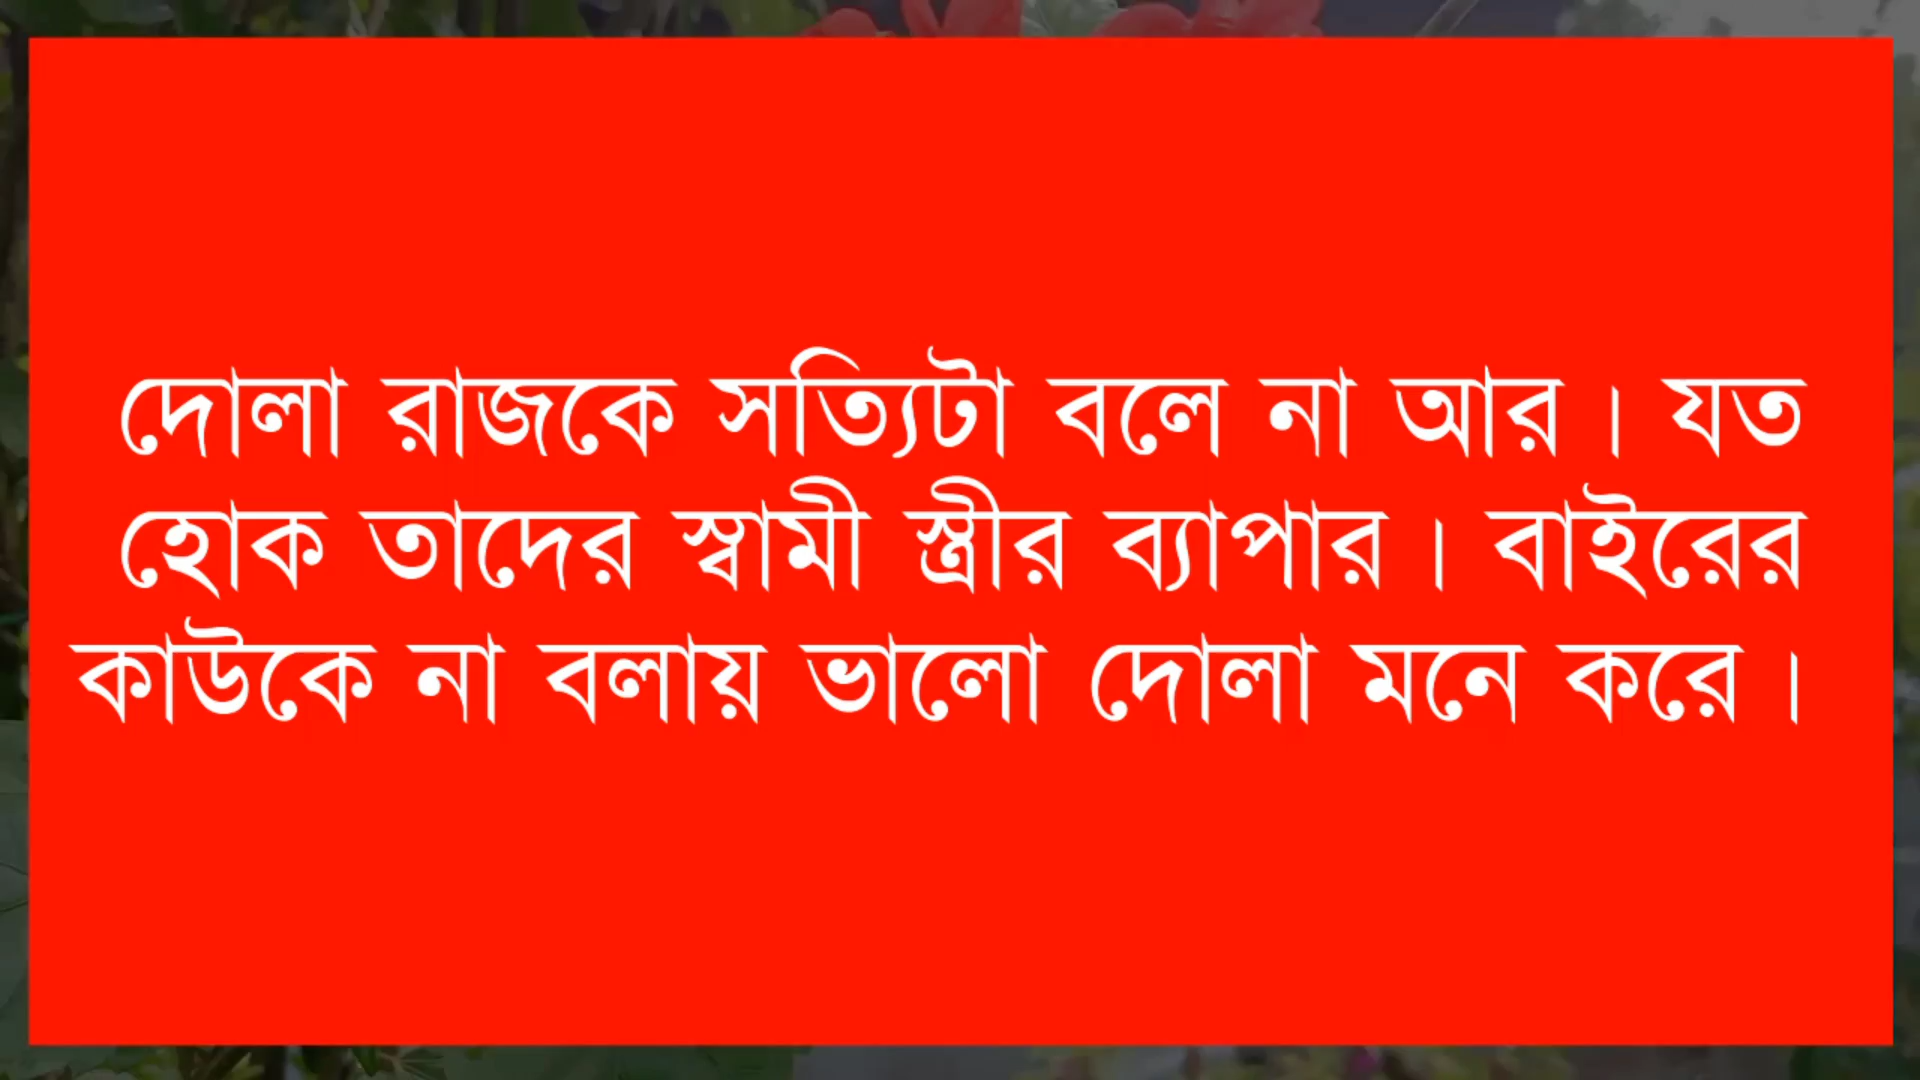 দোলা রাজকে সত্যিটা বলে না আর। যত
হোক তাদের স্বামী স্ত্রীর ব্যাপার। বাইরের
কাউকে না বলায় ভালো দোলা মনে করে।